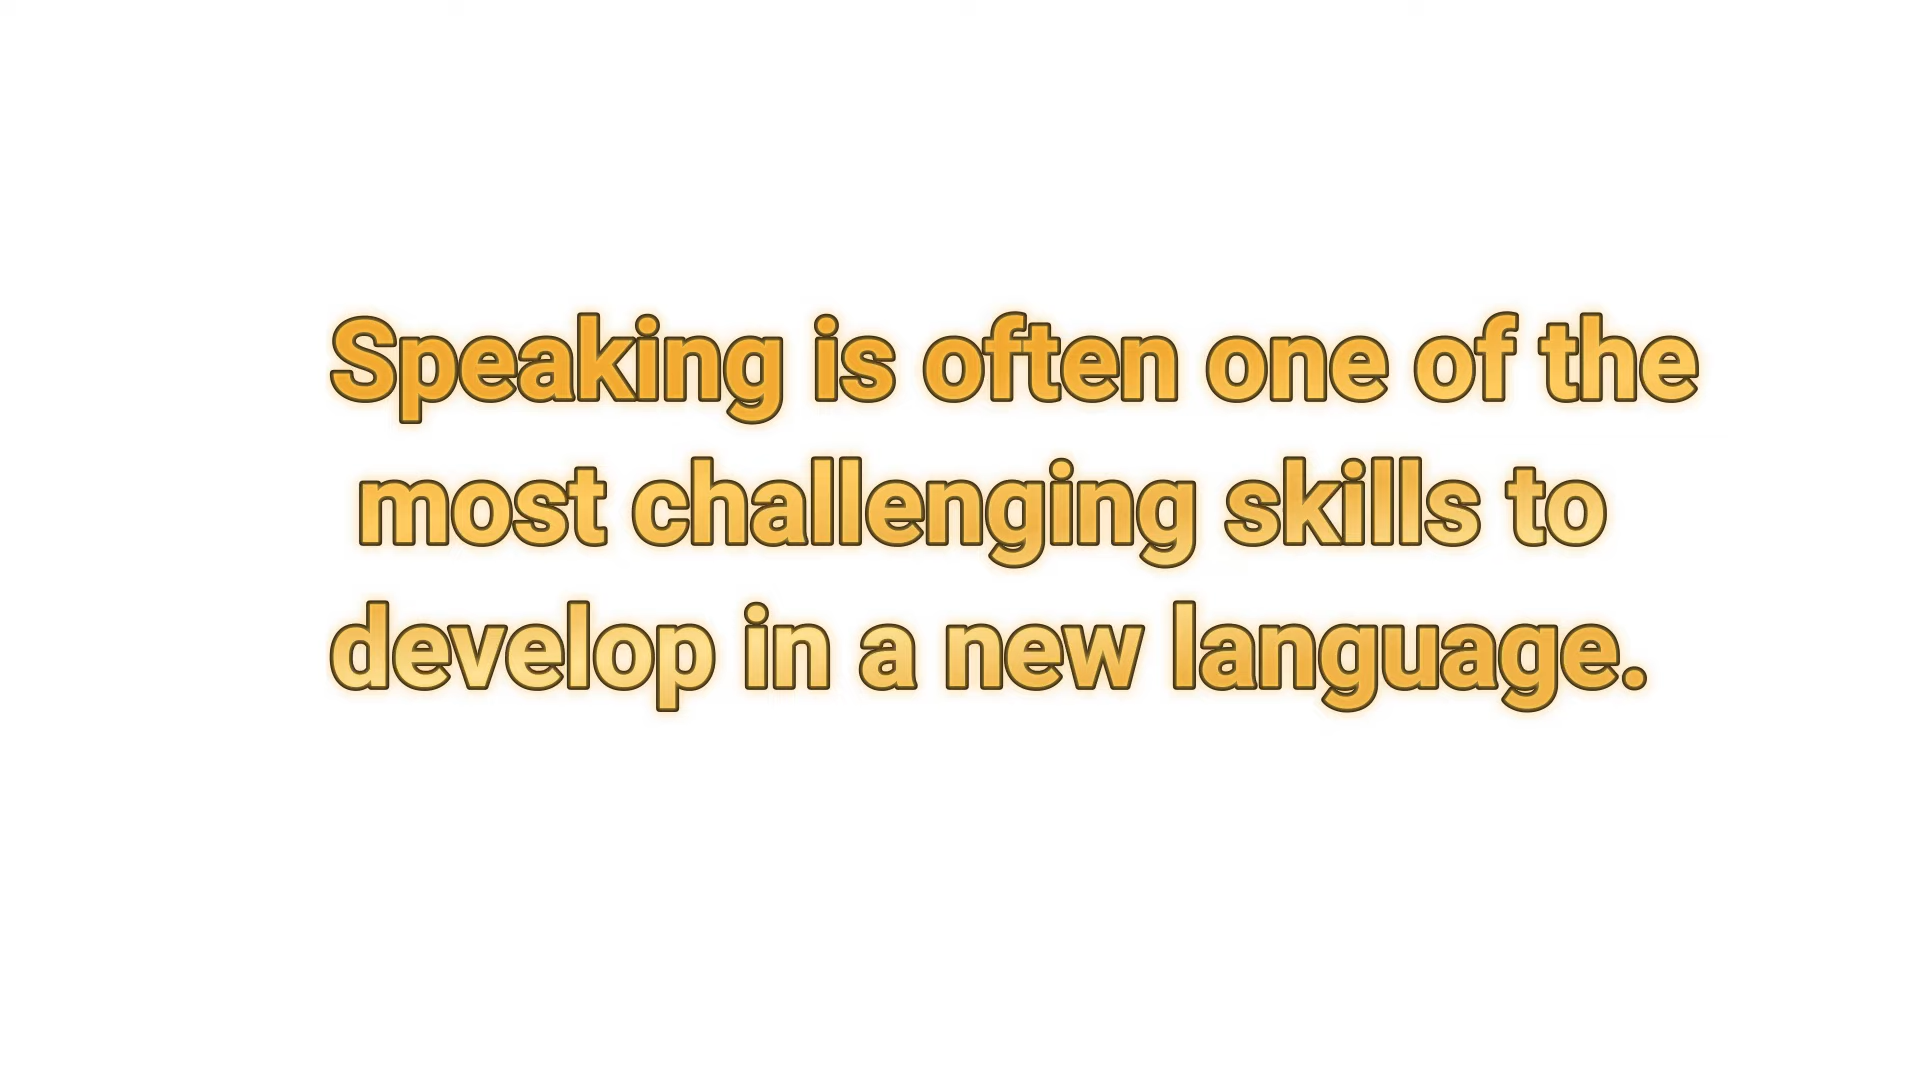 Speaking is often one of the
most challenging skills to
develop in a new language.